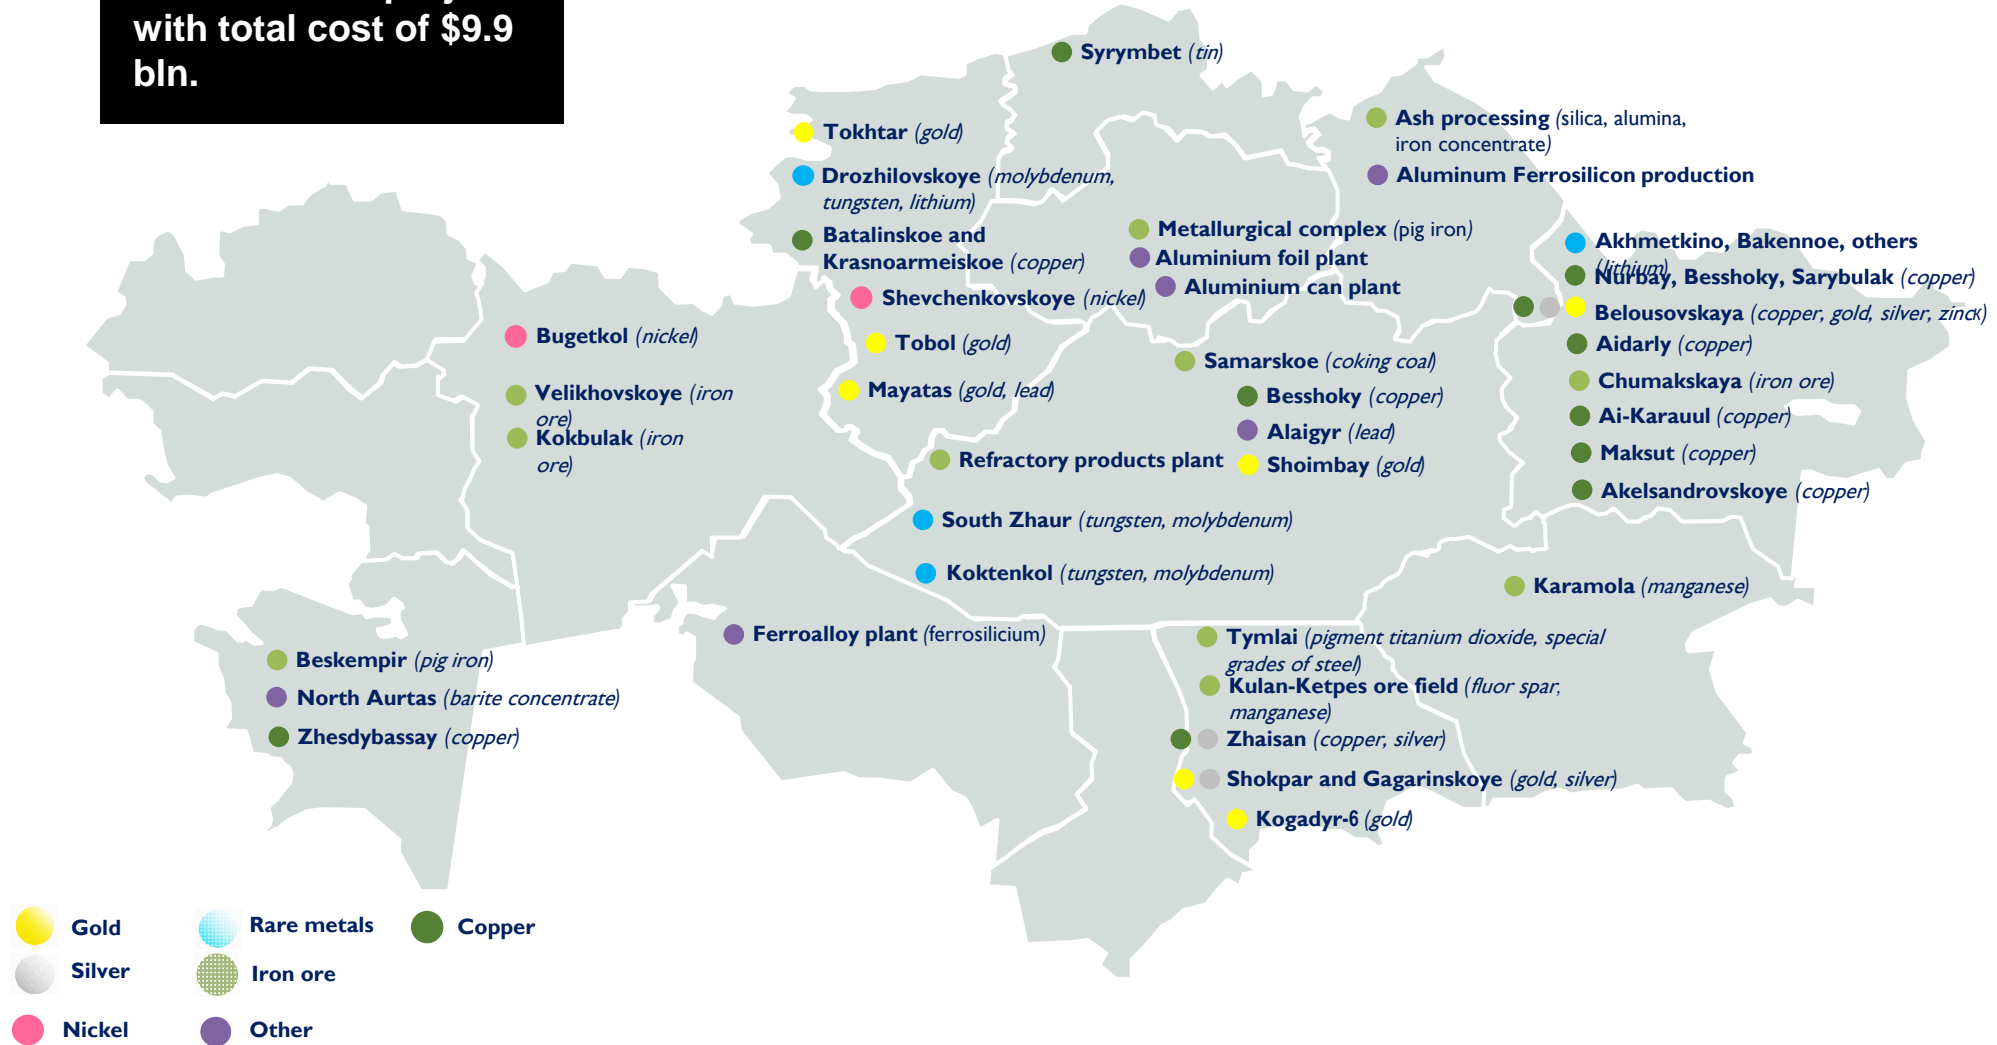 with total cost of $9.9
bln.
Syrymbet (tin)
Tokhtar (gold)
Ash processing (silica, alumina,
iron concentrate)
Drozhilovskoye (molybdenum,
tungsten, lithium)
Aluminum Ferrosilicon production
Batalinskoe and
Krasnoarmeiskoe (copper)
Metallurgical complex (pig iron)
Aluminium foil plant
Aluminium can plant
Akhmetkino, Bakennoe, others
(lithium)
Nurbay, Besshoky, Sarybulak (copper)
Shevchenkovskoye (nickel)
Belousovskaya (copper, gold, silver, zincк)
Bugetkol (nickel)
Tobol (gold)
Aidarly (copper)
Samarskoe (coking coal)
Chumakskaya (iron ore)
Velikhovskoye (iron
ore)
Mayatas (gold, lead)
Besshoky (copper)
Ai-Karauul (copper)
Kokbulak (iron
ore)
Alaigyr (lead)
Maksut (copper)
Refractory products plant
Shoimbay (gold)
Akelsandrovskoye (copper)
South Zhaur (tungsten, molybdenum)
Koktenkol (tungsten, molybdenum)
Karamola (manganese)
Ferroalloy plant (ferrosilicium)
Tymlai (pigment titanium dioxide, special
grades of steel)
Beskempir (pig iron)
Kulan-Ketpes ore field (fluor spar,
manganese)
North Aurtas (barite concentrate)
Zhesdybassay (copper)
Zhaisan (copper, silver)
Shokpar and Gagarinskoye (gold, silver)
Kogadyr-6 (gold)
Gold
Rare metals
Copper
Silver
Iron ore
Nickel
Other